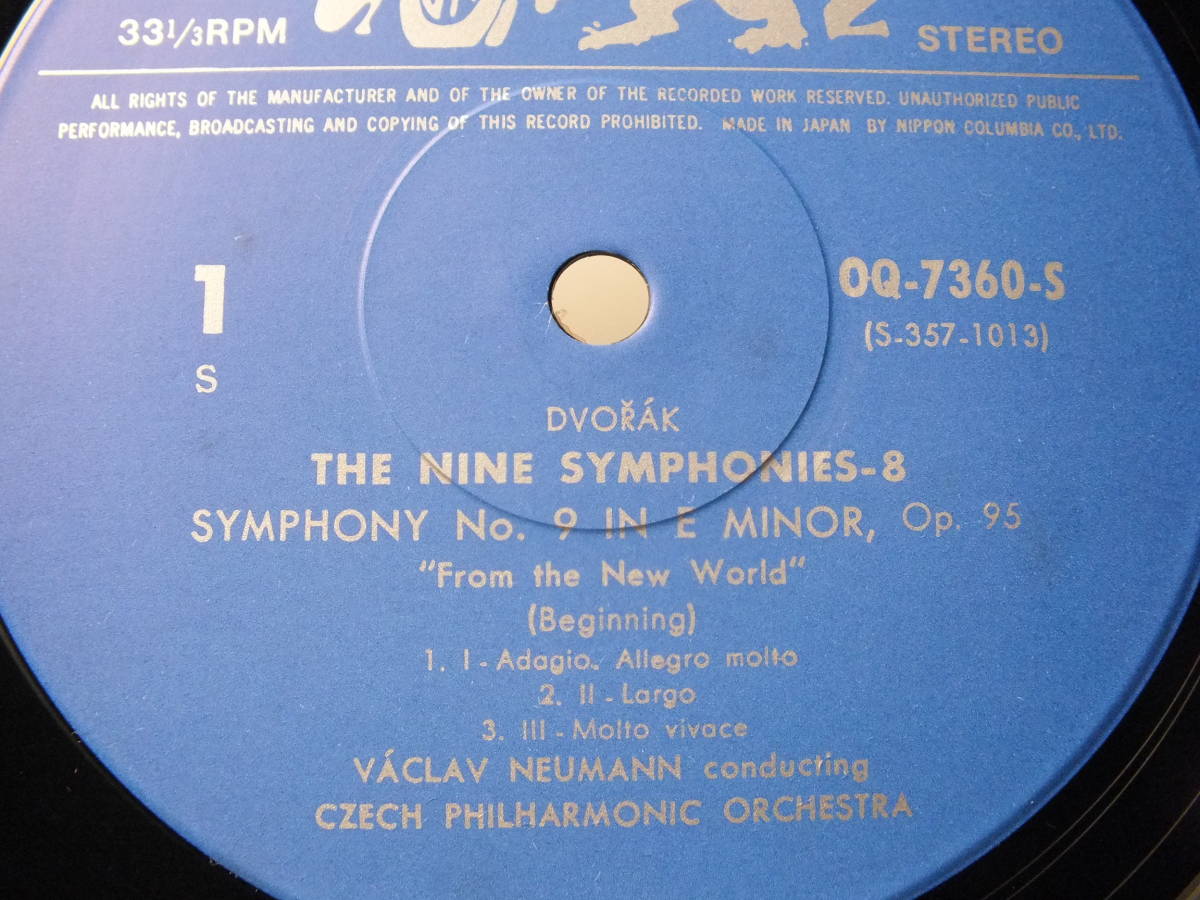 33⅓RPM
STEREO
ALL RIGHTS OF THE MANUFACTURER AND OF THE OWNER OF THE RECORDED WORK RESERVED. UNAUTHORIZED PUBLIC
PERFORMANCE, BROADCASTING AND COPYING OF THIS RECORD PROHIBITED. MADE IN JAPAN BY NIPPON COLUMBIA CO., LTD.
1
S
OQ-7360-S
(S-357-1013)
DVOŘÁK
THE NINE SYMPHONIES-8
SYMPHONY No. 9 IN E MINOR, Op. 95
"From the New World"
(Beginning)
1. I - Adagio. Allegro molto
2. II - Largo
3. III - Molto vivace
VÁCLAV NEUMANN conducting
CZECH PHILHARMONIC ORCHESTRA